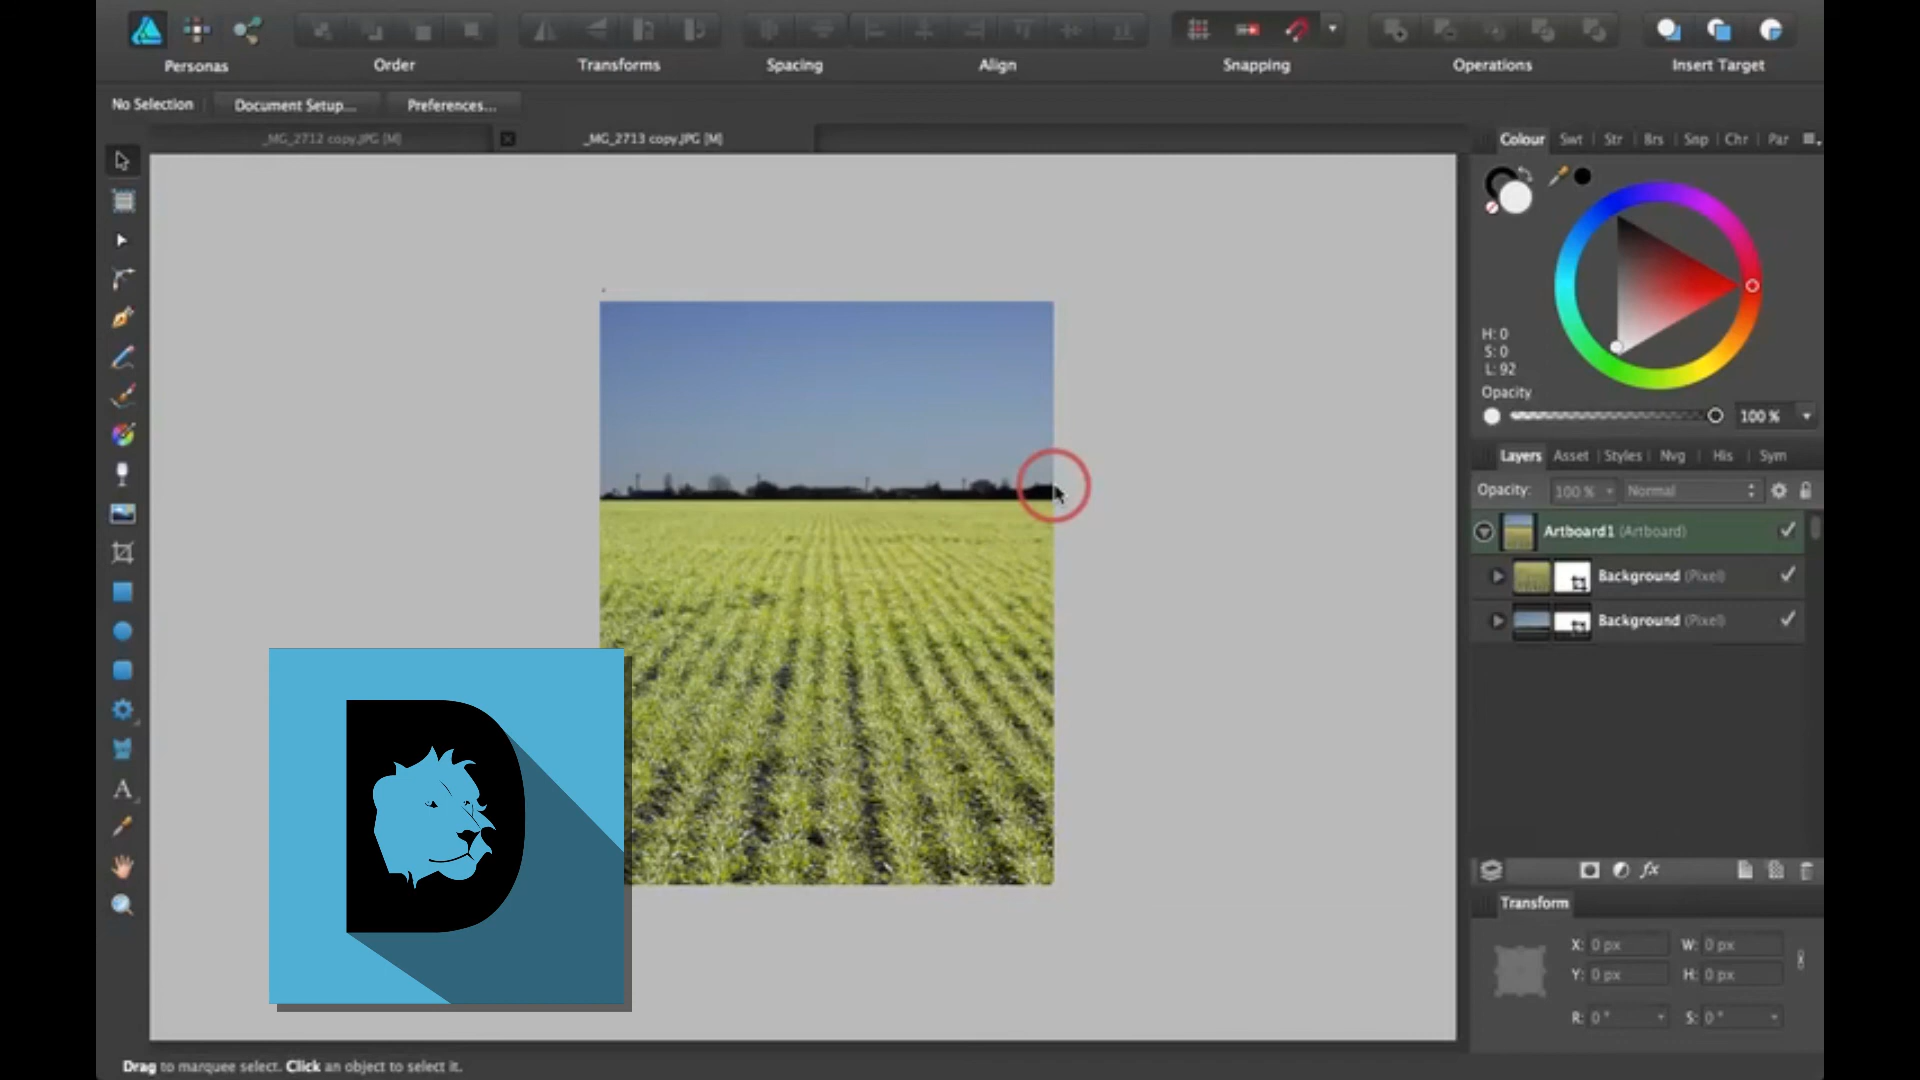 Personas
Order
Transforms
Spacing
Align
Snapping
Operations
Insert Target
No Selection
Document Setup...
Preferences...
_MG_2712 copy.JPG [M]
_MG_2713 copy.JPG [M]
Colour Swt Str Brs Snp Chr Par
H: 0
S: 0
L: 92
Opacity
100 %
Layers Asset Styles Nvg His Sym
Opacity: 100 % Normal
Artboard1 (Artboard)
Background (Pixel)
Background (Pixel)
fx
Transform
X: 0 px W: 0 px
Y: 0 px H: 0 px
R: 0 ° S: 0 °
A
D
Drag to marquee select. Click an object to select it.